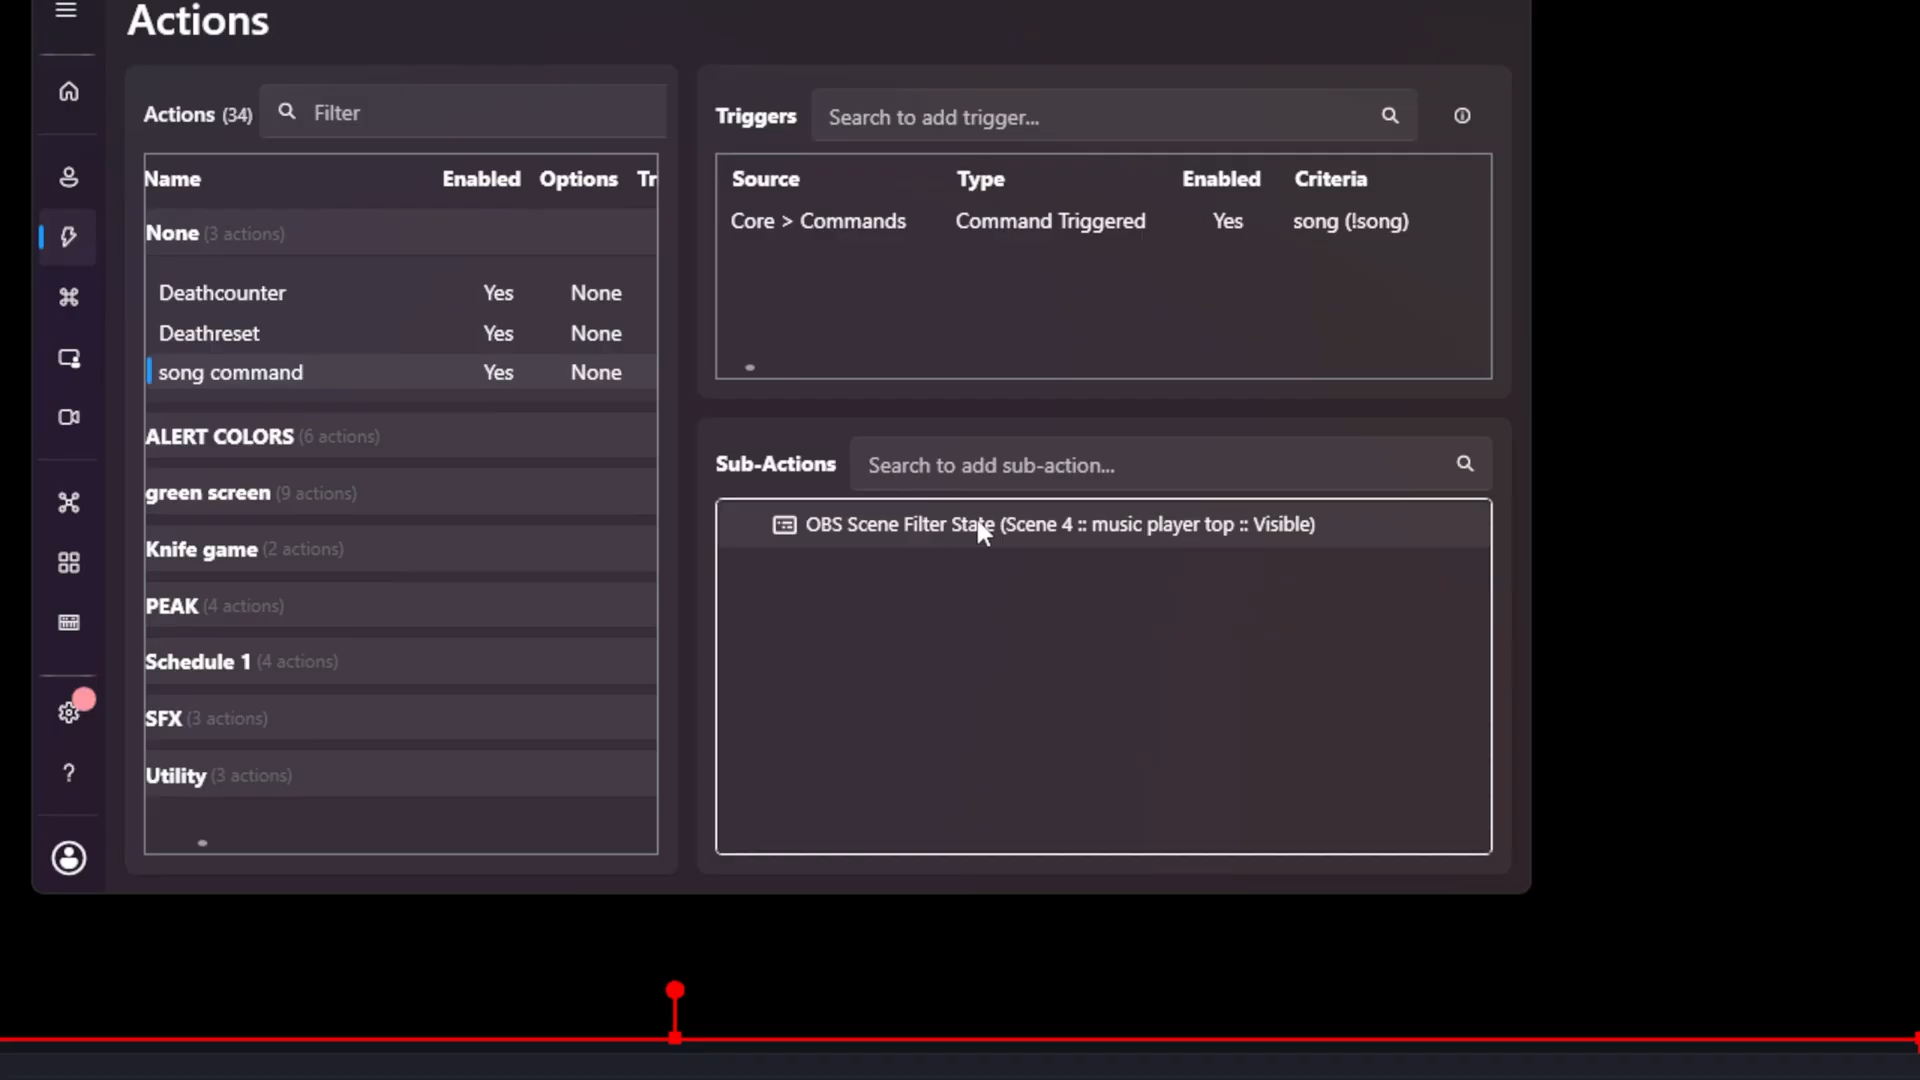 Actions
Actions (34)
Filter
Name Enabled Options Tr
None (3 actions)
Deathcounter Yes None
Deathreset Yes None
song command Yes None
ALERT COLORS (6 actions)
green screen (9 actions)
Knife game (2 actions)
PEAK (4 actions)
Schedule 1 (4 actions)
SFX (3 actions)
Utility (3 actions)
Triggers
Search to add trigger...
Source Type Enabled Criteria
Core > Commands Command Triggered Yes song (!song)
Sub-Actions
Search to add sub-action...
OBS Scene Filter State (Scene 4 :: music player top :: Visible)